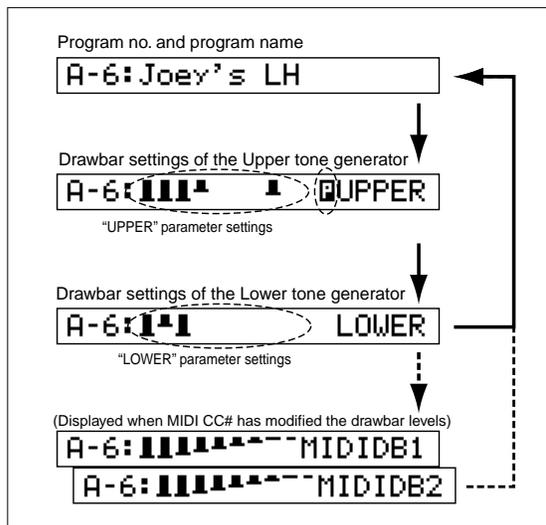 Program no. and program name
A-6:Joey's LH
Drawbar settings of the Upper tone generator
A-6: P UPPER
“UPPER” parameter settings
Drawbar settings of the Lower tone generator
A-6: LOWER
“LOWER” parameter settings
(Displayed when MIDI CC# has modified the drawbar levels)
A-6: MIDIDB1
A-6: MIDIDB2